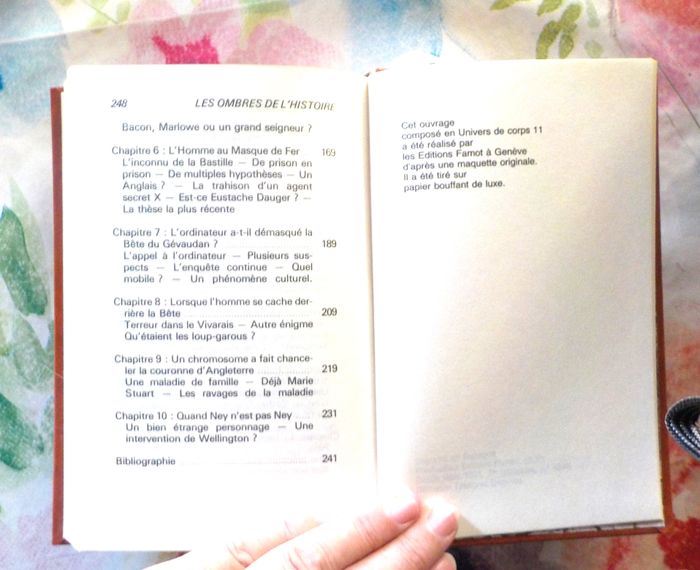 248 LES OMBRES DE L'HISTOIRE
Bacon, Marlowe ou un grand seigneur ?
Chapitre 6 : L'Homme au Masque de Fer 169
L'inconnu de la Bastille — De prison en
prison — De multiples hypothèses — Un
Anglais ? — La trahison d'un agent
secret X — Est-ce Eustache Dauger ? —
La thèse la plus récente
Chapitre 7 : L'ordinateur a-t-il démasqué la
Bête du Gévaudan ? 189
L'appel à l'ordinateur — Plusieurs sus-
pects — L'enquête continue — Quel
mobile ? — Un phénomène culturel.
Chapitre 8 : Lorsque l'homme se cache der-
rière la Bête 209
Terreur dans le Vivarais — Autre énigme
Qu'étaient les loup-garous ?
Chapitre 9 : Un chromosome a fait chance-
ler la couronne d'Angleterre 219
Une maladie de famille — Déjà Marie
Stuart — Les ravages de la maladie
Chapitre 10 : Quand Ney n'est pas Ney 231
Un bien étrange personnage — Une
intervention de Wellington ?
Bibliographie 241
Cet ouvrage
composé en Univers de corps 11
a été réalisé par
les Editions Famot à Genève
d'après une maquette originale.
Il a été tiré sur
papier bouffant de luxe.